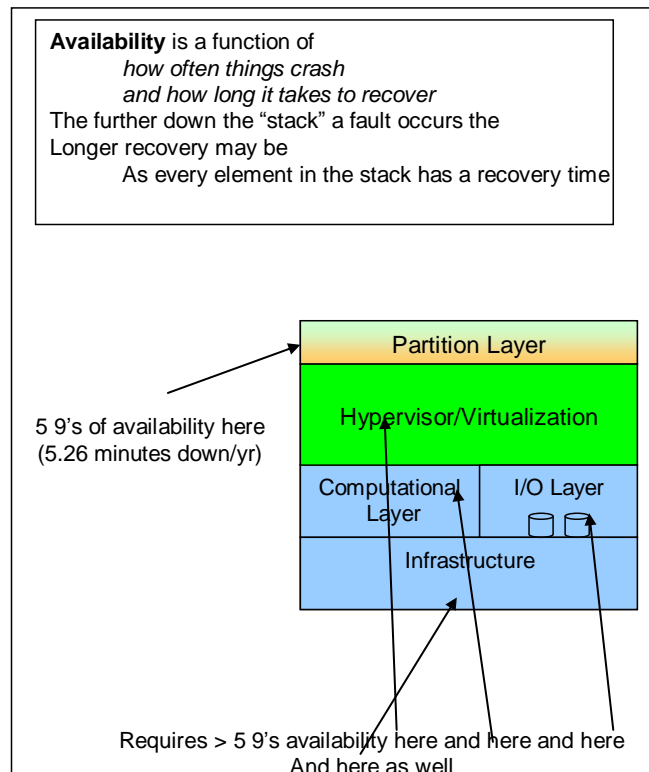 Availability is a function of
how often things crash
and how long it takes to recover
The further down the “stack” a fault occurs the
Longer recovery may be
As every element in the stack has a recovery time
Partition Layer
5 9’s of availability here
(5.26 minutes down/yr)
Hypervisor/Virtualization
Computational
Layer
I/O Layer
Infrastructure
Requires > 5 9’s availability here and here and here
And here as well